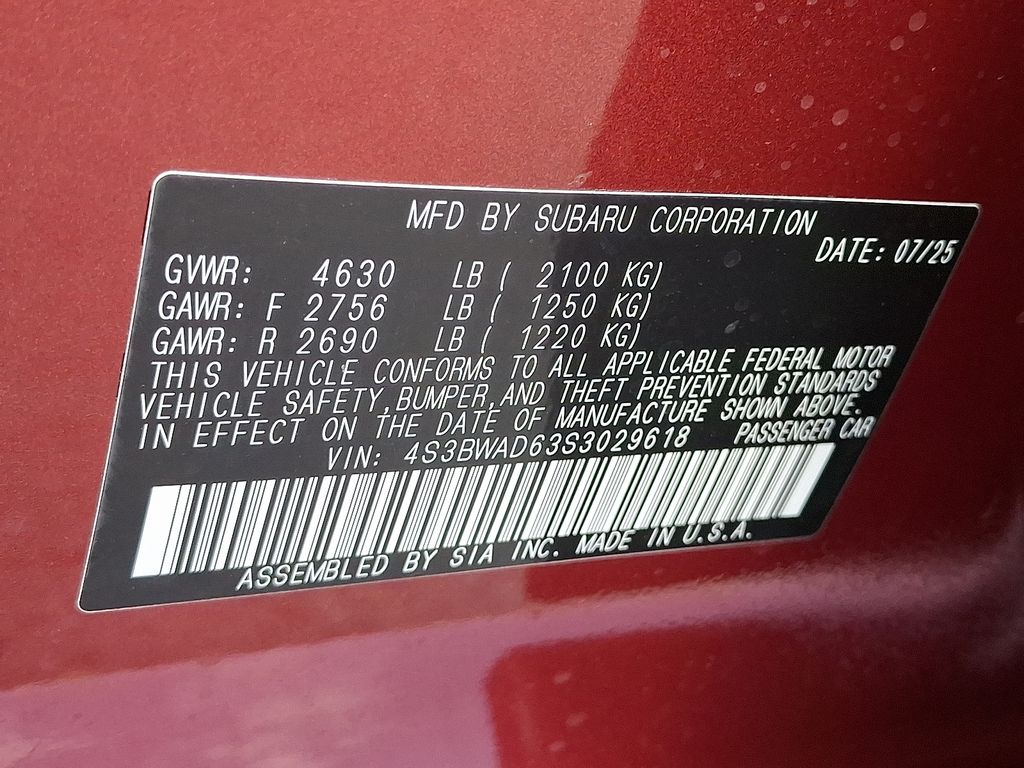 MFD BY SUBARU CORPORATION
DATE: 07/25
GVWR: 4630 LB ( 2100 KG)
GAWR: F 2756 LB ( 1250 KG)
GAWR: R 2690 LB ( 1220 KG)
THIS VEHICLE CONFORMS TO ALL APPLICABLE FEDERAL MOTOR
VEHICLE SAFETY, BUMPER, AND THEFT PREVENTION STANDARDS
IN EFFECT ON THE DATE OF MANUFACTURE SHOWN ABOVE.
VIN: 4S3BWAD63S3029618 PASSENGER CAR
ASSEMBLED BY SIA INC. MADE IN U.S.A.